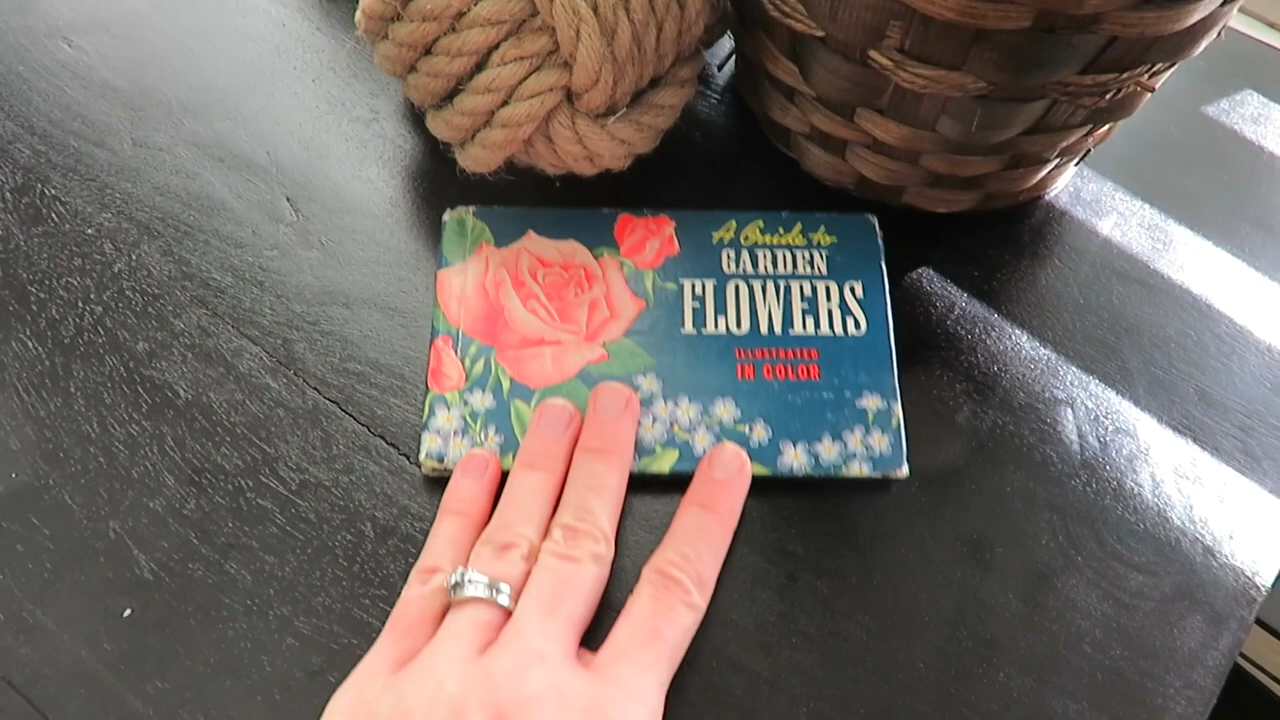 A Guide to
GARDEN
FLOWERS
ILLUSTRATED
IN COLOR